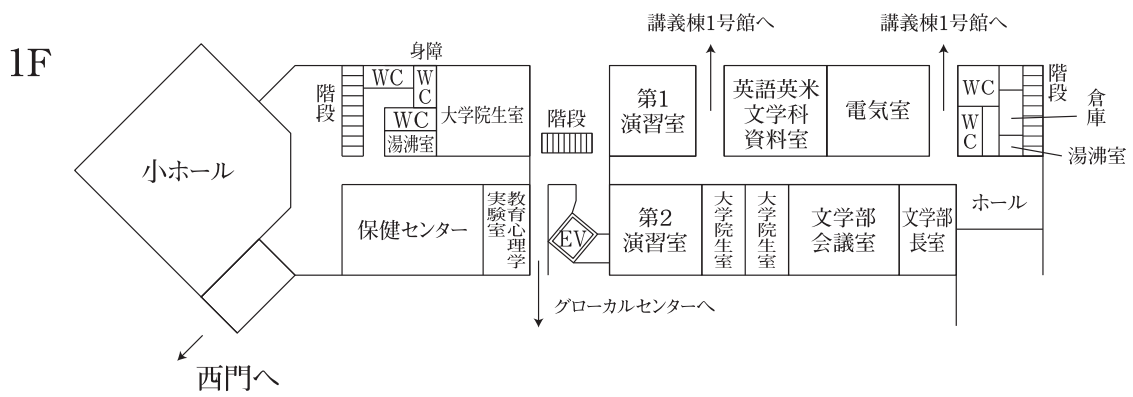 1F
講義棟1号館へ
講義棟1号館へ
身障
階段
WC
WC
WC
湯沸室
大学院生室
階段
第1
演習室
英語英米
文学科
資料室
電気室
WC
WC
階段
倉庫
湯沸室
小ホール
保健センター
教育心理学
実験室
EV
第2
演習室
大学院生室
大学院生室
文学部
会議室
文学部
長室
ホール
グローカルセンターへ
西門へ